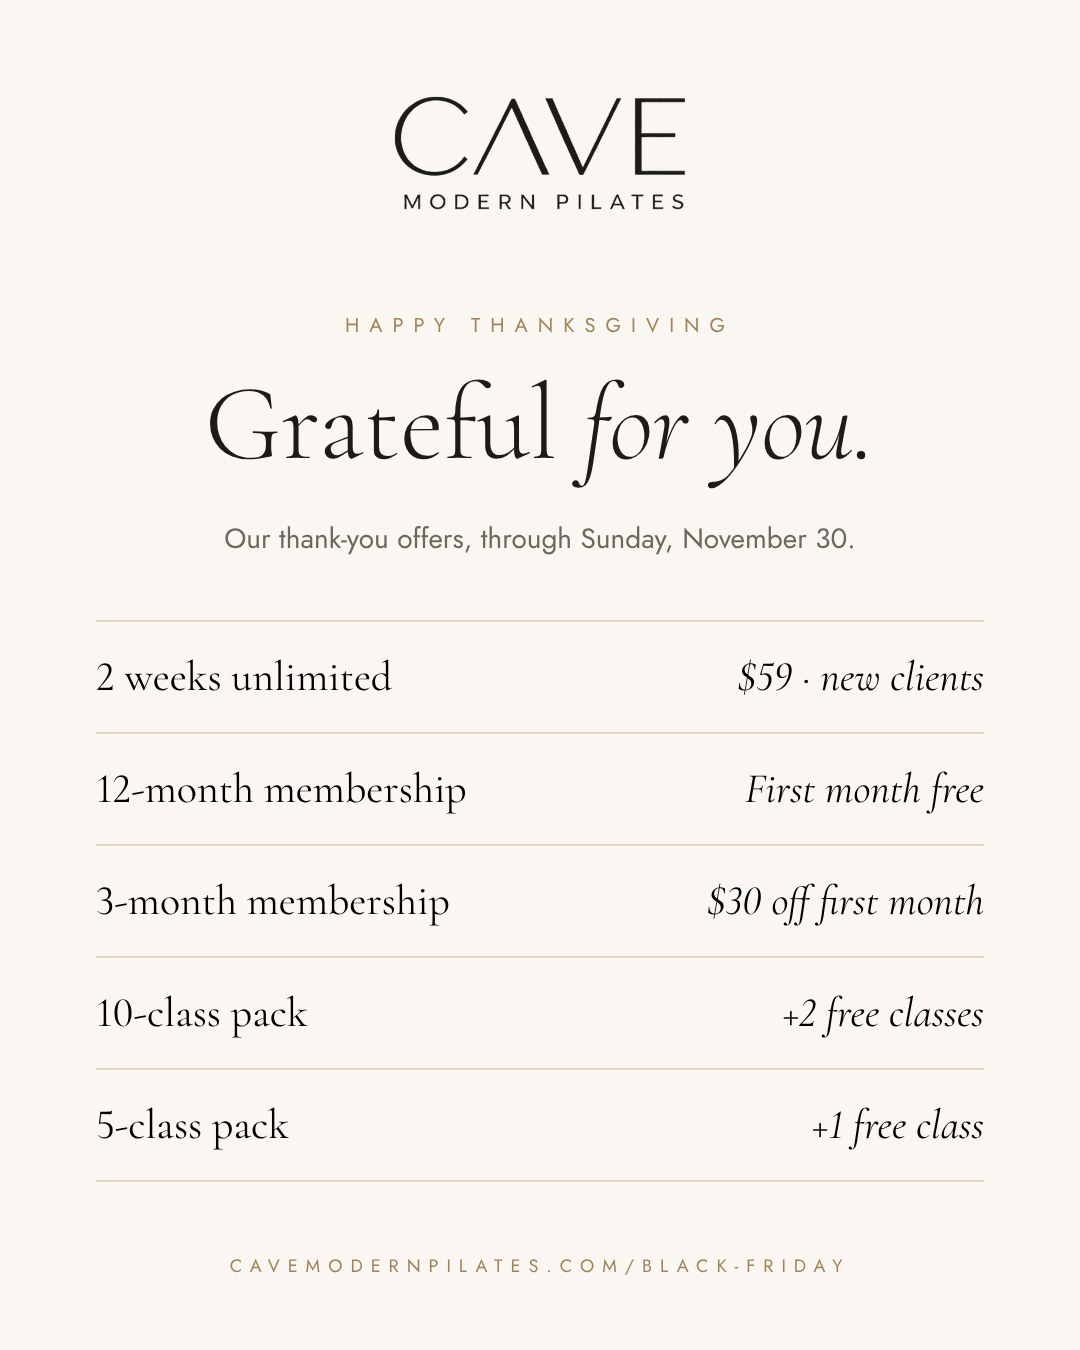 CAVE
MODERN PILATES
HAPPY THANKSGIVING
Grateful for you.
Our thank-you offers, through Sunday, November 30.
2 weeks unlimited $59 · new clients
12-month membership First month free
3-month membership $30 off first month
10-class pack +2 free classes
5-class pack +1 free class
CAVEMODERNPILATES.COM/BLACK-FRIDAY